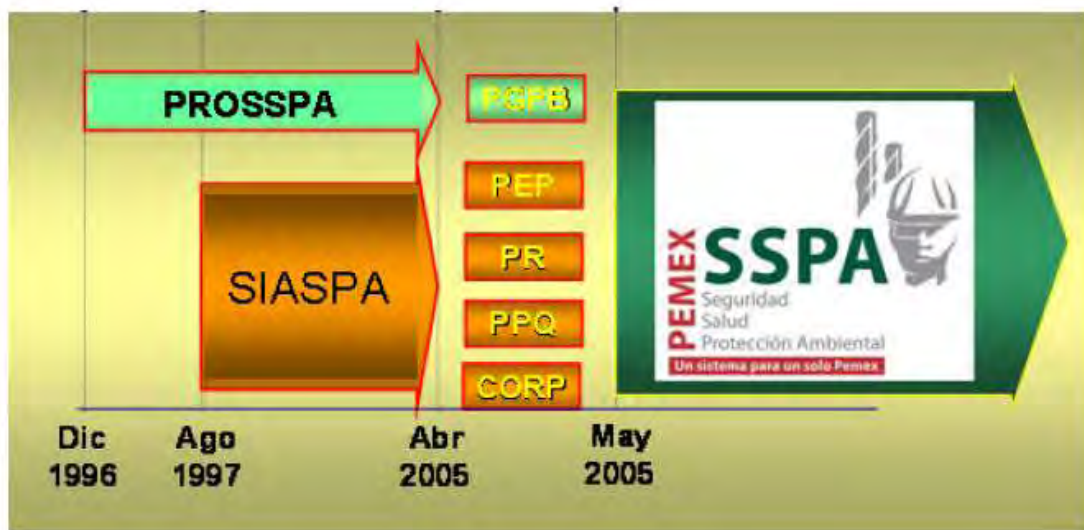 PROSSPA
PGPB
PEP
SIASPA
PR
PPQ
CORP
PEMEX
SSPA
Seguridad
Salud
Protección Ambiental
Un sistema para un solo Pemex
Dic
1996
Ago
1997
Abr
2005
May
2005